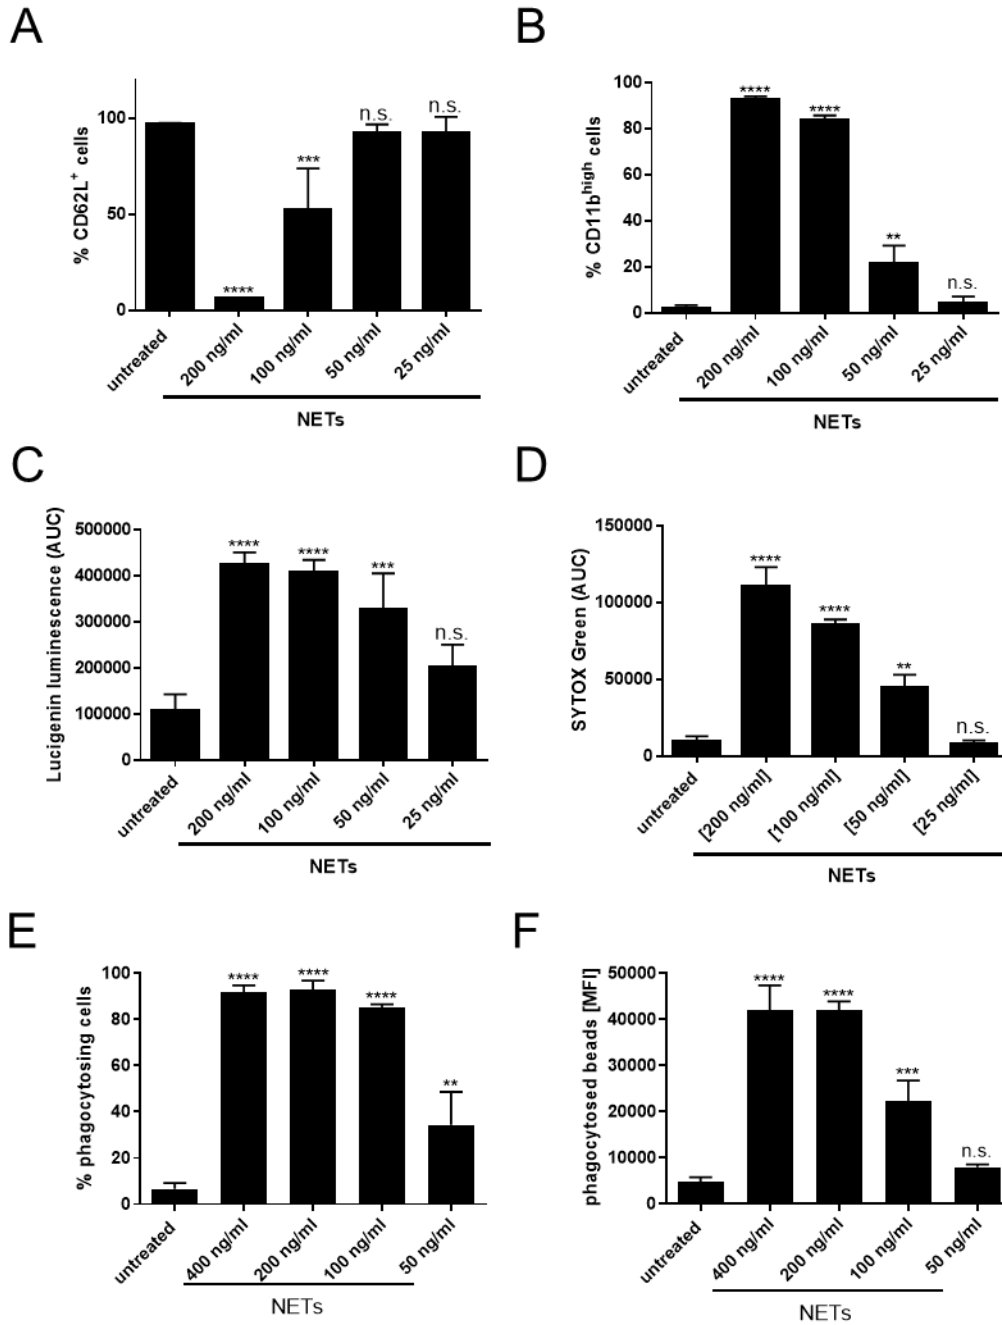 A
% CD62L+ cells
100
50
0
****
***
n.s.
n.s.
untreated
200 ng/ml
100 ng/ml
50 ng/ml
25 ng/ml
NETs
B
% CD11bhigh cells
100
80
60
40
20
0
****
****
**
n.s.
untreated
200 ng/ml
100 ng/ml
50 ng/ml
25 ng/ml
NETs
C
Lucigenin luminescence (AUC)
500000
400000
300000
200000
100000
0
****
****
***
n.s.
untreated
200 ng/ml
100 ng/ml
50 ng/ml
25 ng/ml
NETs
D
SYTOX Green (AUC)
150000
100000
50000
0
****
****
**
n.s.
untreated
[200 ng/ml]
[100 ng/ml]
[50 ng/ml]
[25 ng/ml]
NETs
E
% phagocytosing cells
100
80
60
40
20
0
****
****
****
**
untreated
400 ng/ml
200 ng/ml
100 ng/ml
50 ng/ml
NETs
F
phagocytosed beads [MFI]
50000
40000
30000
20000
10000
0
****
****
***
n.s.
untreated
400 ng/ml
200 ng/ml
100 ng/ml
50 ng/ml
NETs